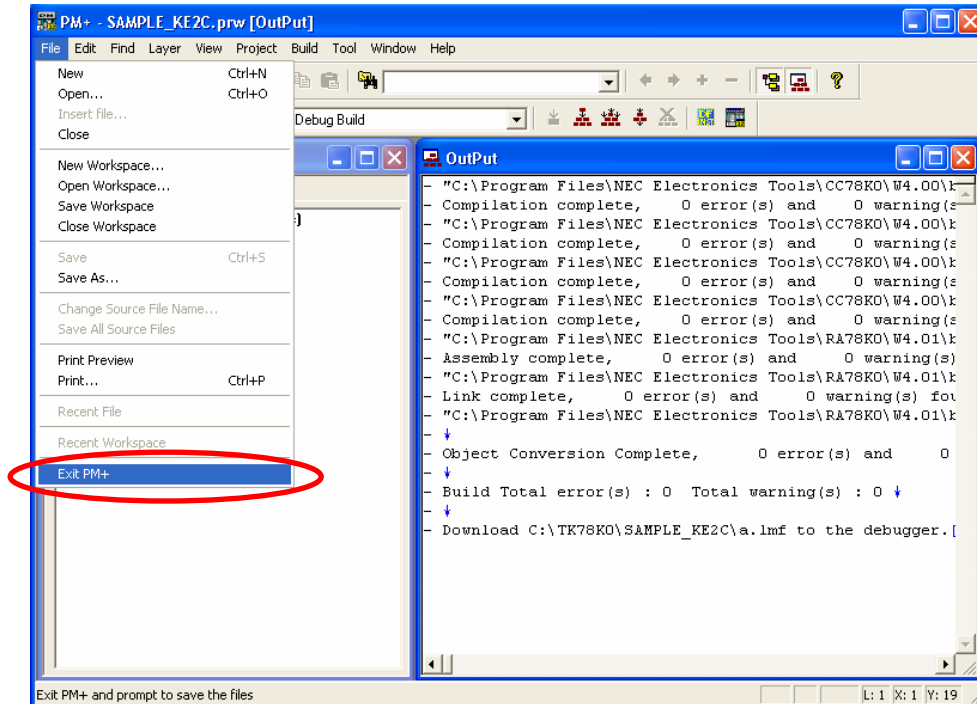 PM+ - SAMPLE_KE2C.prw [OutPut]
File Edit Find Layer View Project Build Tool Window Help
New Ctrl+N
Open... Ctrl+O
Insert file...
Close
New Workspace...
Open Workspace...
Save Workspace
Close Workspace
Save Ctrl+S
Save As...
Change Source File Name...
Save All Source Files
Print Preview
Print... Ctrl+P
Recent File
Recent Workspace
Exit PM+
Debug Build
OutPut
- "C:\Program Files\NEC Electronics Tools\CC78K0\W4.00\b
- Compilation complete, 0 error(s) and 0 warning(s
- "C:\Program Files\NEC Electronics Tools\CC78K0\W4.00\b
- Compilation complete, 0 error(s) and 0 warning(s
- "C:\Program Files\NEC Electronics Tools\CC78K0\W4.00\b
- Compilation complete, 0 error(s) and 0 warning(s
- "C:\Program Files\NEC Electronics Tools\CC78K0\W4.00\b
- Compilation complete, 0 error(s) and 0 warning(s
- "C:\Program Files\NEC Electronics Tools\RA78K0\W4.01\b
- Assembly complete, 0 error(s) and 0 warning(s)
- "C:\Program Files\NEC Electronics Tools\RA78K0\W4.01\b
- Link complete, 0 error(s) and 0 warning(s) fou
- "C:\Program Files\NEC Electronics Tools\RA78K0\W4.01\b
- ↓
- Object Conversion Complete, 0 error(s) and 0
- ↓
- Build Total error(s) : 0 Total warning(s) : 0 ↓
- ↓
- Download C:\TK78K0\SAMPLE_KE2C\a.lmf to the debugger.[
Exit PM+ and prompt to save the files
L: 1 X: 1 Y: 19